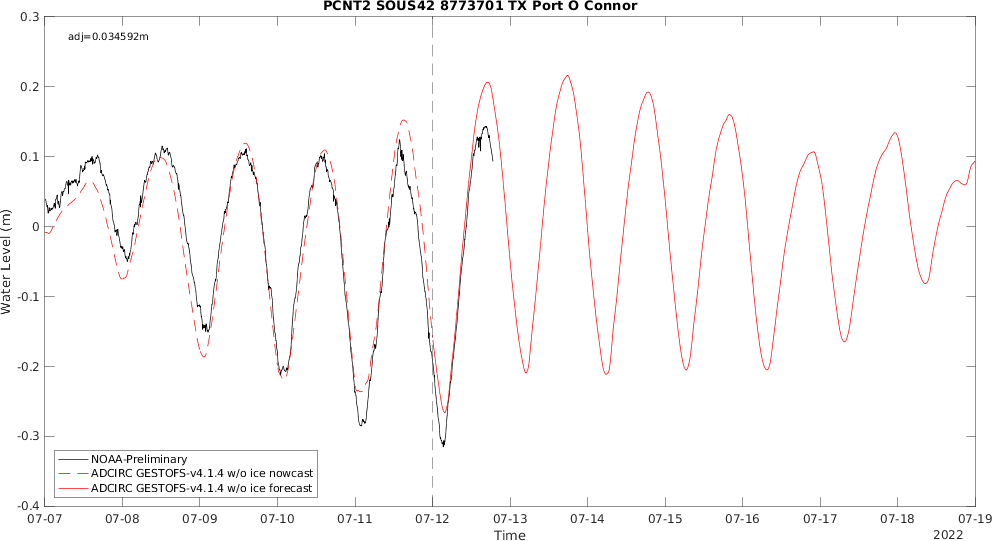 PCNT2 SOUS42 8773701 TX Port O Connor
adj=0.034592m
0.3
0.2
0.1
0
-0.1
-0.2
-0.3
-0.4
Water Level (m)
NOAA-Preliminary
ADCIRC GESTOFS-v4.1.4 w/o ice nowcast
ADCIRC GESTOFS-v4.1.4 w/o ice forecast
07-07 07-08 07-09 07-10 07-11 07-12 07-13 07-14 07-15 07-16 07-17 07-18 07-19
Time
2022